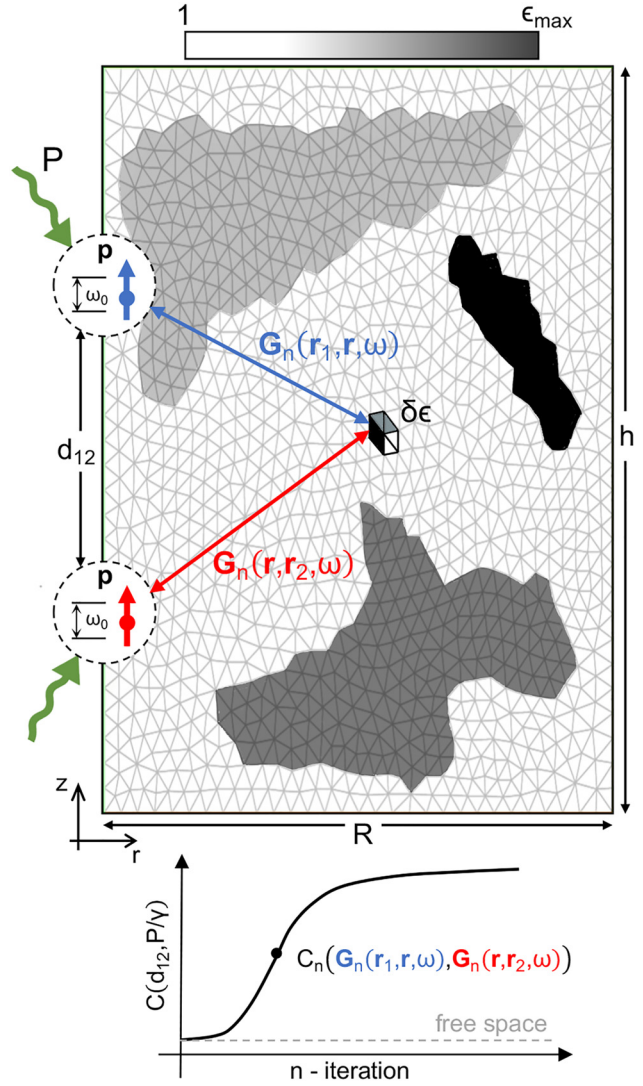 1
ϵmax
P
p
ω₀
Gₙ(r₁,r,ω)
δϵ
h
d₁₂
Gₙ(r,r₂,ω)
p
ω₀
z
r
R
C(d₁₂,P/γ)
Cₙ(Gₙ(r₁,r,ω),Gₙ(r,r₂,ω))
free space
n - iteration